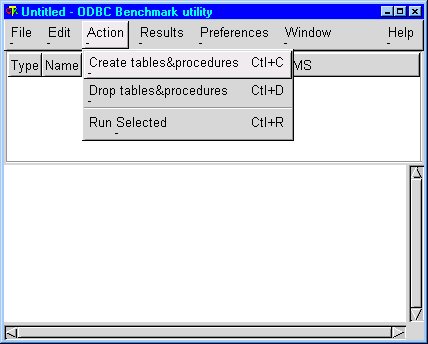 Untitled - ODBC Benchmark utility
File Edit Action Results Preferences Window Help
Type Name MS
Create tables&procedures Ctl+C
Drop tables&procedures Ctl+D
Run Selected Ctl+R